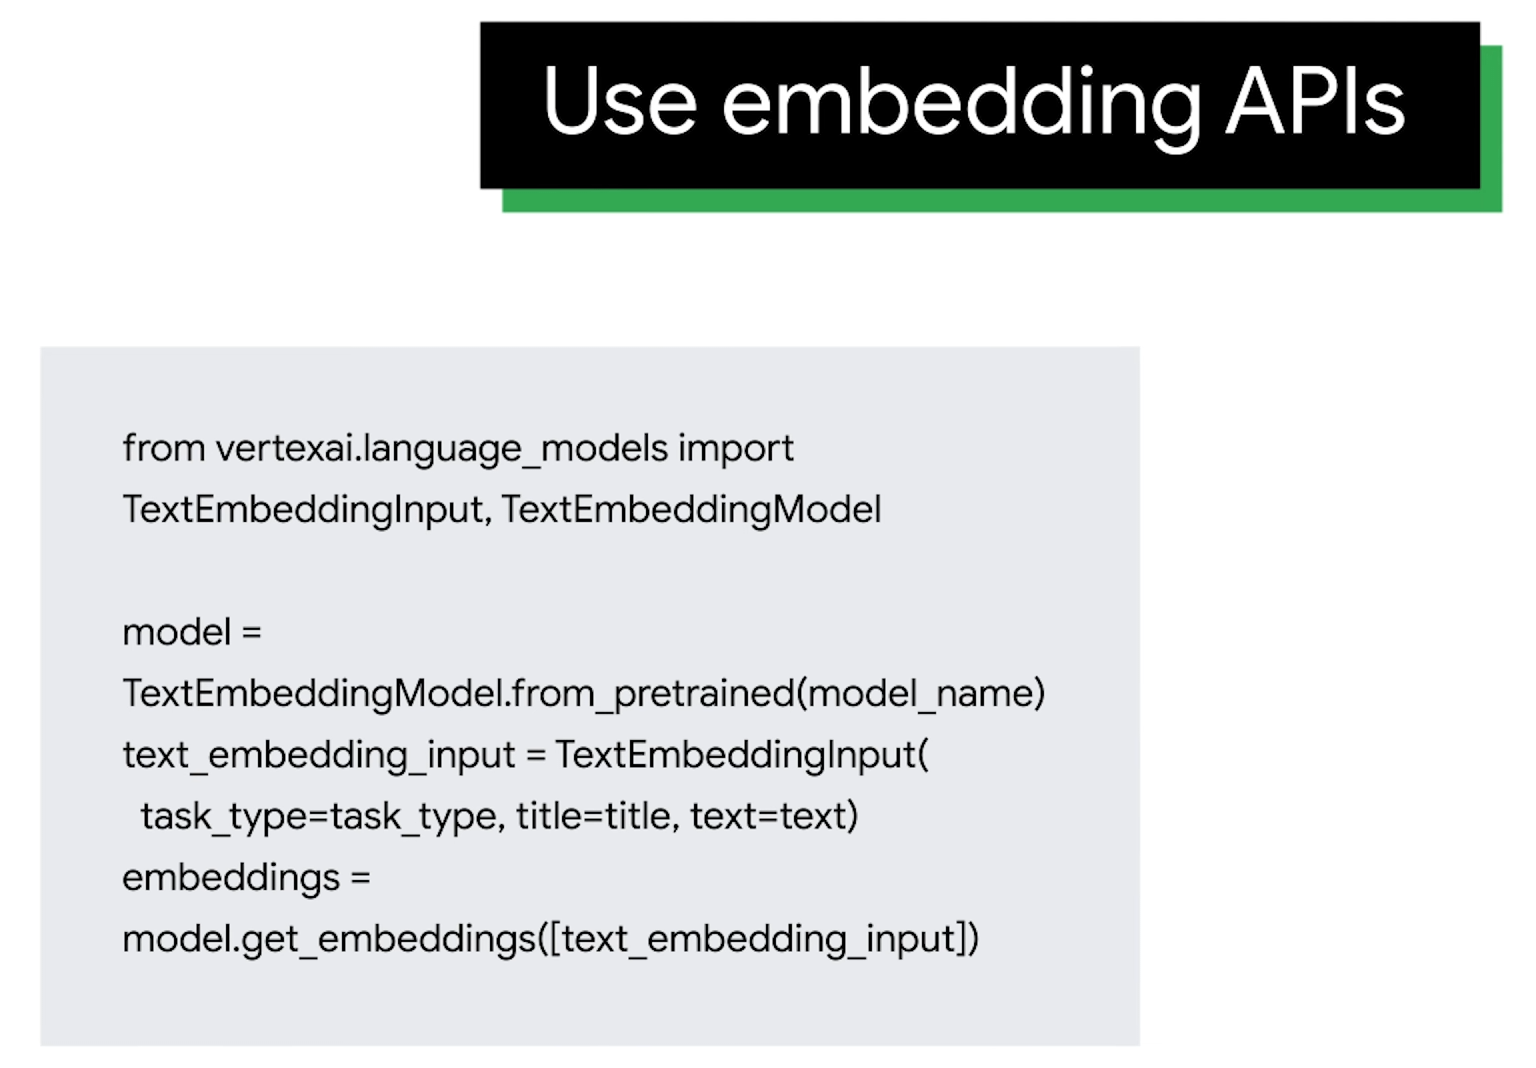 Use embedding APIs
from vertexai.language_models import
TextEmbeddingInput, TextEmbeddingModel
model =
TextEmbeddingModel.from_pretrained(model_name)
text_embedding_input = TextEmbeddingInput(
task_type=task_type, title=title, text=text)
embeddings =
model.get_embeddings([text_embedding_input])